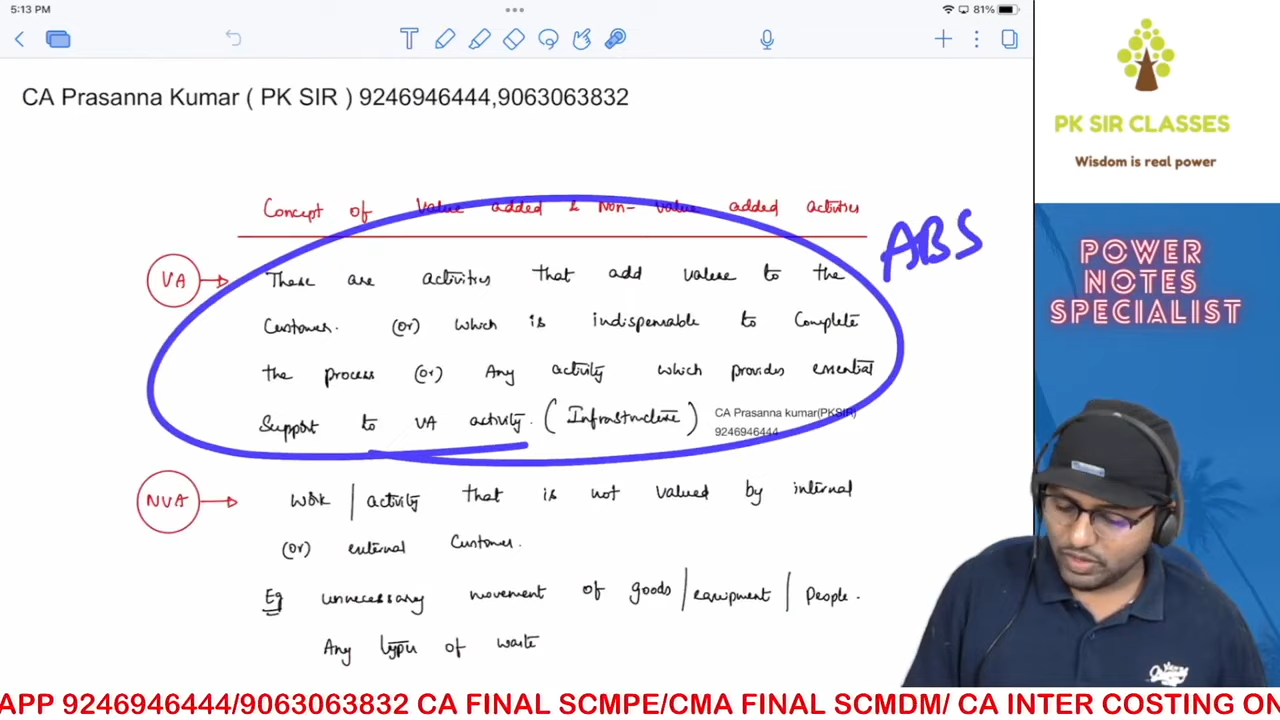 5:13 PM
81%
CA Prasanna Kumar ( PK SIR ) 9246946444,9063063832
PK SIR CLASSES
Wisdom is real power
Concept of Value added & Non- value added activities
ABS
POWER
NOTES
SPECIALIST
VA
These are activities that add value to the
Customer. (or) which is indispensable to Complete
the process (or) Any activity which provides essential
Support to VA activity. (Infrastructure)
CA Prasanna kumar(PKSIR)
9246946444
NVA
Work | activity that is not valued by internal
(or) external Customer.
Eg unnecessary movement of goods | equipment | People.
Any type of waste
APP 9246946444/9063063832 CA FINAL SCMPE/CMA FINAL SCMDM/ CA INTER COSTING ON